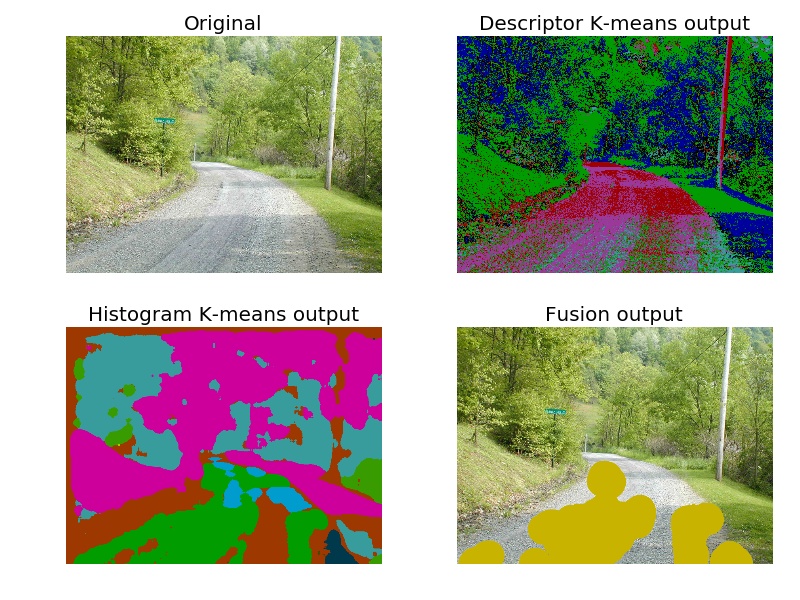 Original
Descriptor K-means output
Histogram K-means output
Fusion output